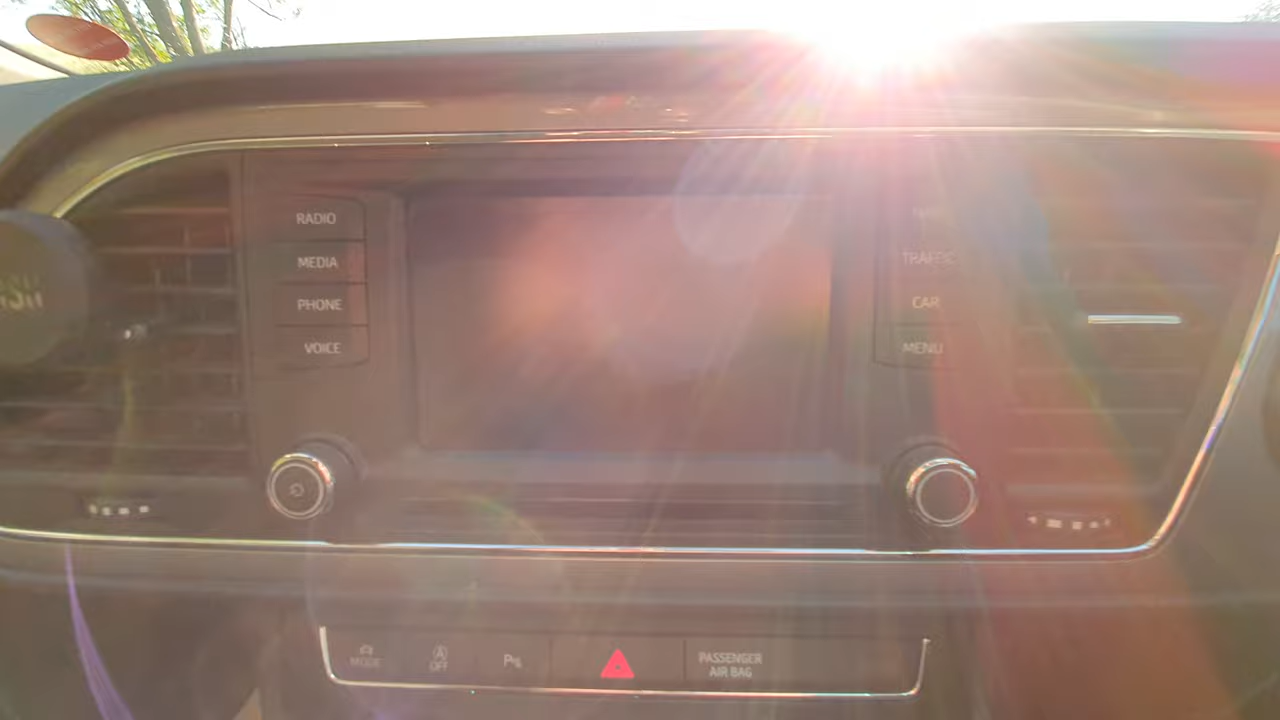 RADIO
MEDIA
PHONE
VOICE
TRAFFIC
CAR
MENU
MODE
A
OFF
P
PASSENGER
AIR BAG